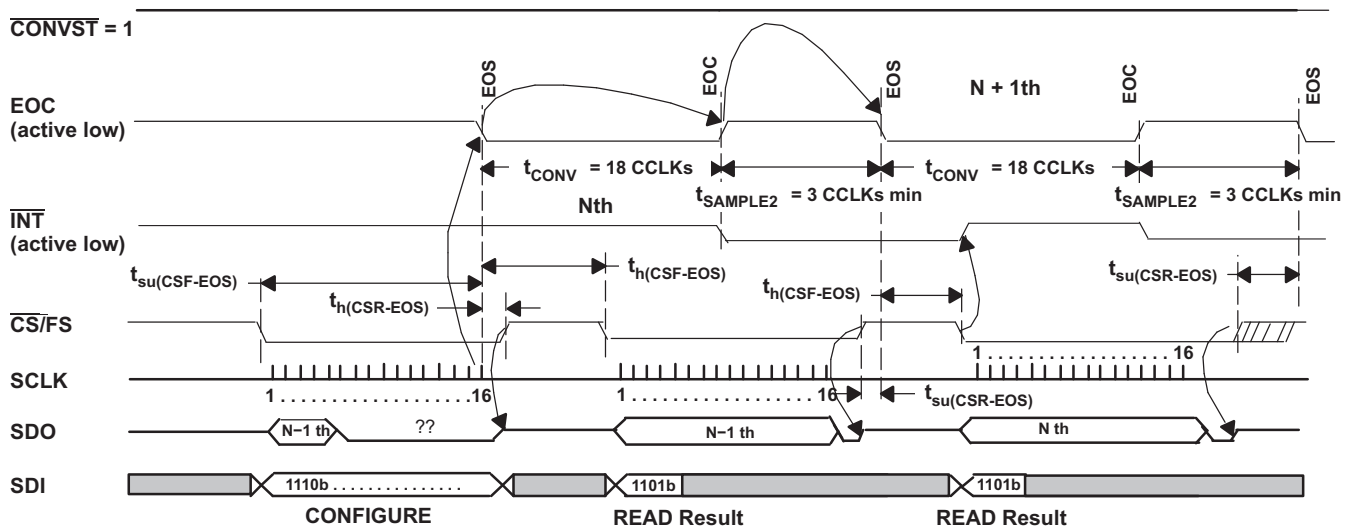 CONVST = 1
EOS
EOC
EOS
N + 1th
EOC
EOS
EOC
(active low)
tCONV = 18 CCLKs
tCONV = 18 CCLKs
tSAMPLE2 = 3 CCLKs min
tSAMPLE2 = 3 CCLKs min
Nth
INT
(active low)
tsu(CSF-EOS)
th(CSF-EOS)
tsu(CSR-EOS)
th(CSR-EOS)
th(CSF-EOS)
CS/FS
1 . . . . . . . . . . . . . . . . . . . . 16
SCLK
1 . . . . . . . . . . . . . . . . . . . . 16
1 . . . . . . . . . . . . . . . . . . . . 16
tsu(CSR-EOS)
SDO
N−1 th
??
N−1 th
N th
SDI
1110b . . . . . . . . . . . . . . .
1101b
1101b
CONFIGURE
READ Result
READ Result